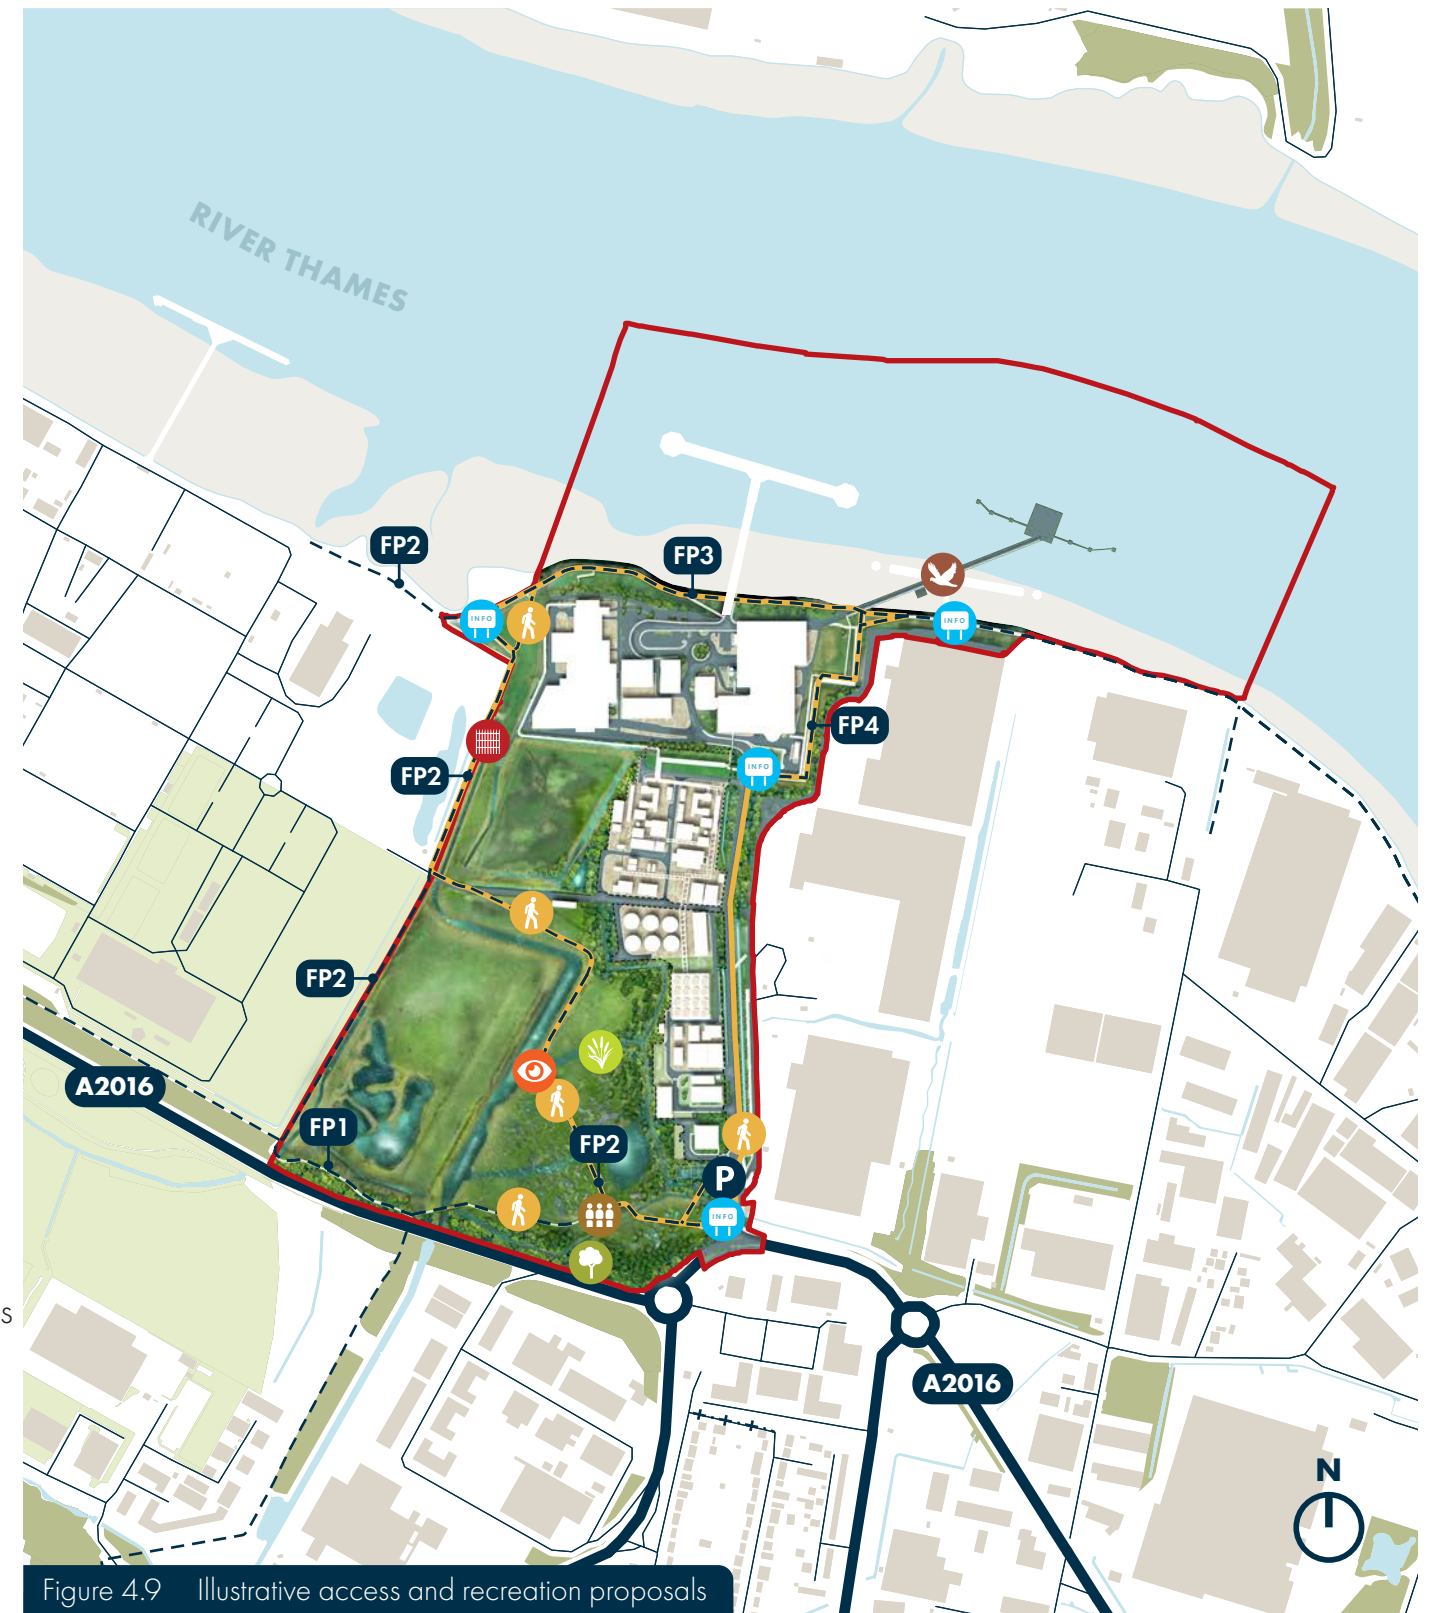 RIVER THAMES
FP2
FP3
INFO
INFO
FP4
FP2
INFO
FP2
A2016
FP1
FP2
P
INFO
s
A2016
N
Figure 4.9 Illustrative access and recreation proposals